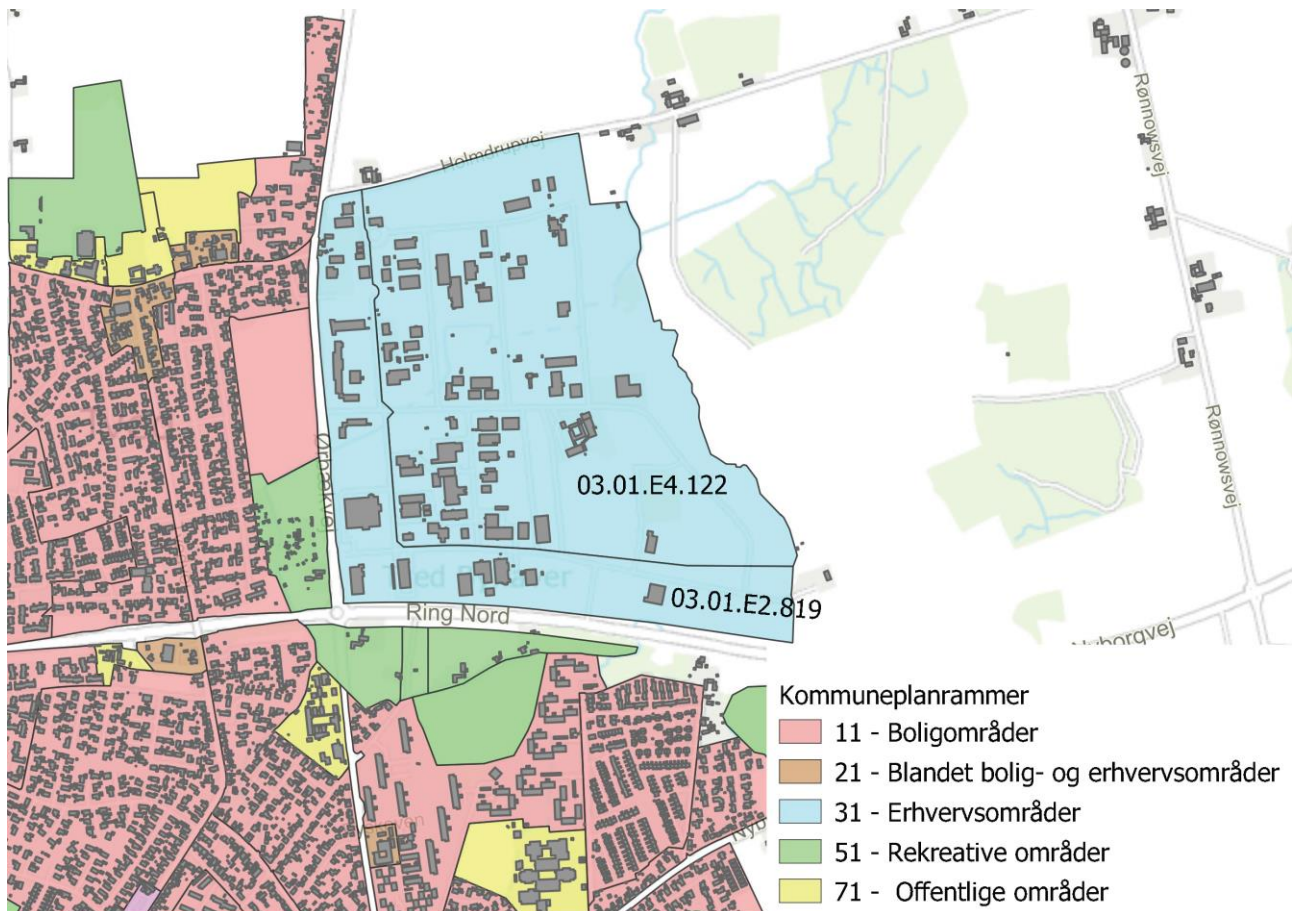 Holmdrupvej
Rønnowsvej
03.01.E4.122
Rønnowsvej
03.01.E2.819
Ring Nord
Nyborgvej
Kommuneplanrammer
11 - Boligområder
21 - Blandet bolig- og erhvervsområder
31 - Erhvervsområder
51 - Rekreative områder
71 - Offentlige områder